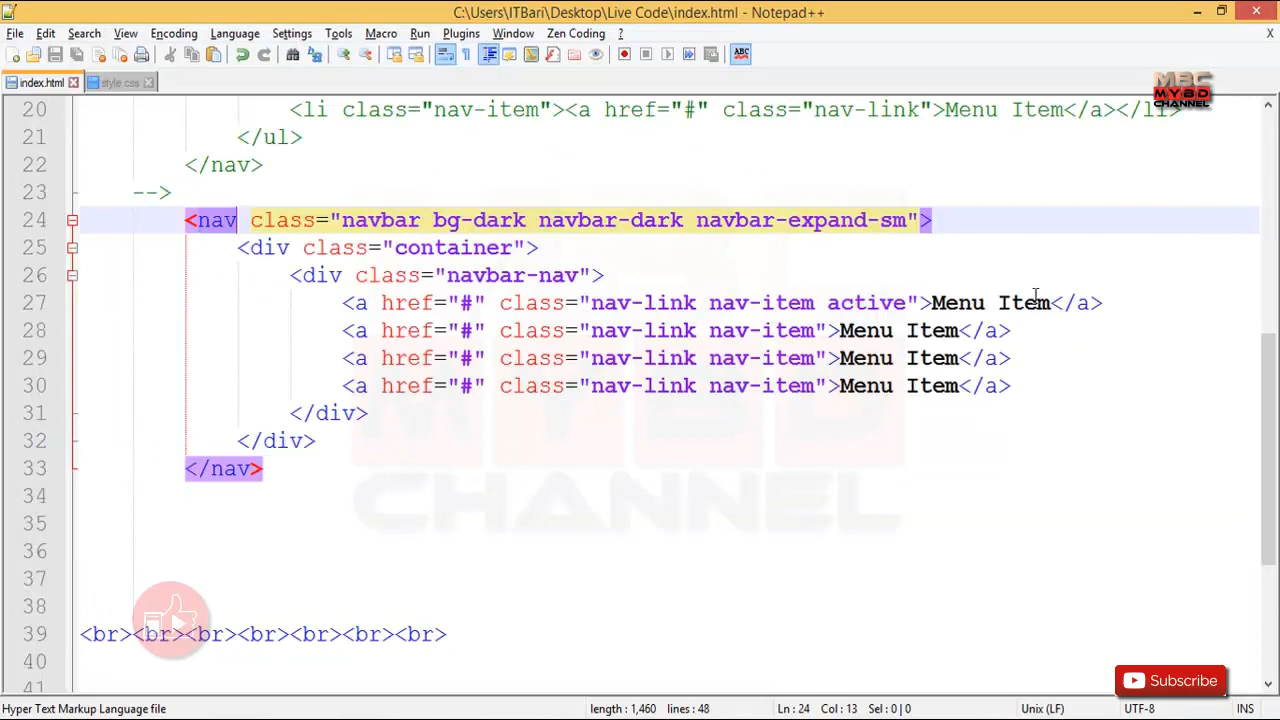 C:\Users\ITBari\Desktop\Live Code\index.html - Notepad++
File Edit Search View Encoding Language Settings Tools Macro Run Plugins Window Zen Coding ? X
ABC
index.html style.css
MBC
MYBD
CHANNEL
20 <li class="nav-item"><a href="#" class="nav-link">Menu Item</a></li>
21 </ul>
22 </nav>
23 -->
24 <nav class="navbar bg-dark navbar-dark navbar-expand-sm">
25 <div class="container">
26 <div class="navbar-nav">
27 <a href="#" class="nav-link nav-item active">Menu Item</a>
28 <a href="#" class="nav-link nav-item">Menu Item</a>
29 <a href="#" class="nav-link nav-item">Menu Item</a>
30 <a href="#" class="nav-link nav-item">Menu Item</a>
31 </div>
32 </div>
33 </nav>
34
35
36
37
38
39 <br><br><br><br><br><br><br>
40
41
CHANNEL
Subscribe
Hyper Text Markup Language file length : 1,460 lines : 48 Ln : 24 Col : 13 Sel : 0 | 0 Unix (LF) UTF-8 INS